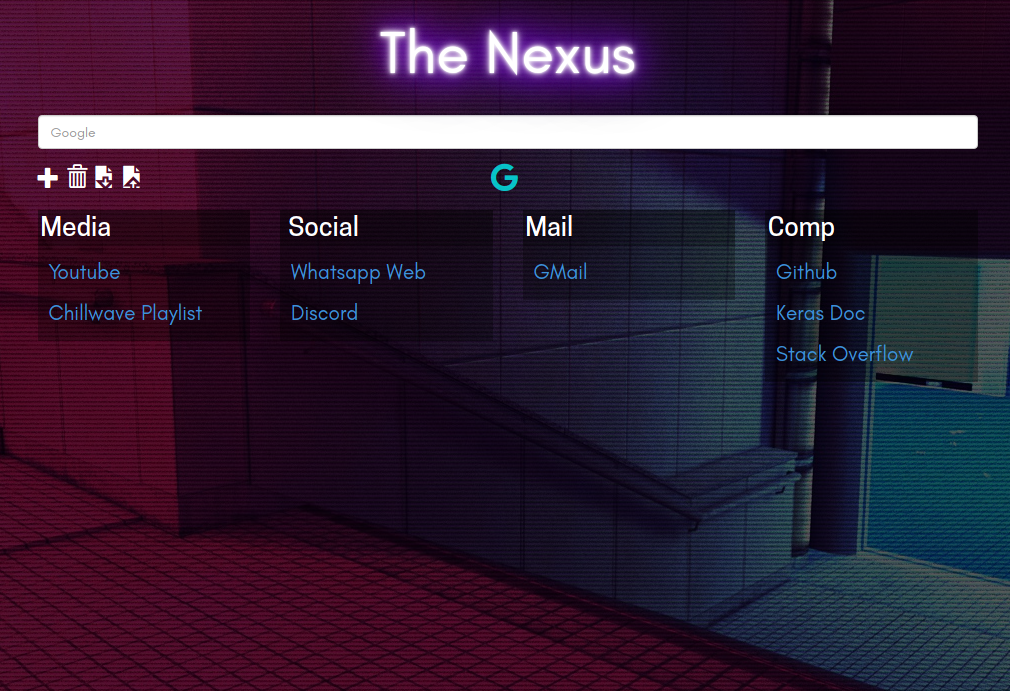 The Nexus
Google
Media
Youtube
Chillwave Playlist
Social
Whatsapp Web
Discord
Mail
GMail
Comp
Github
Keras Doc
Stack Overflow